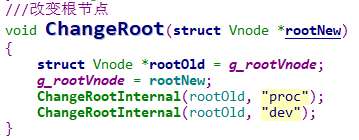 ///改变根节点
void ChangeRoot(struct Vnode *rootNew)
{
    struct Vnode *rootOld = g_rootVnode;
    g_rootVnode = rootNew;
    ChangeRootInternal(rootOld, "proc");
    ChangeRootInternal(rootOld, "dev");
}